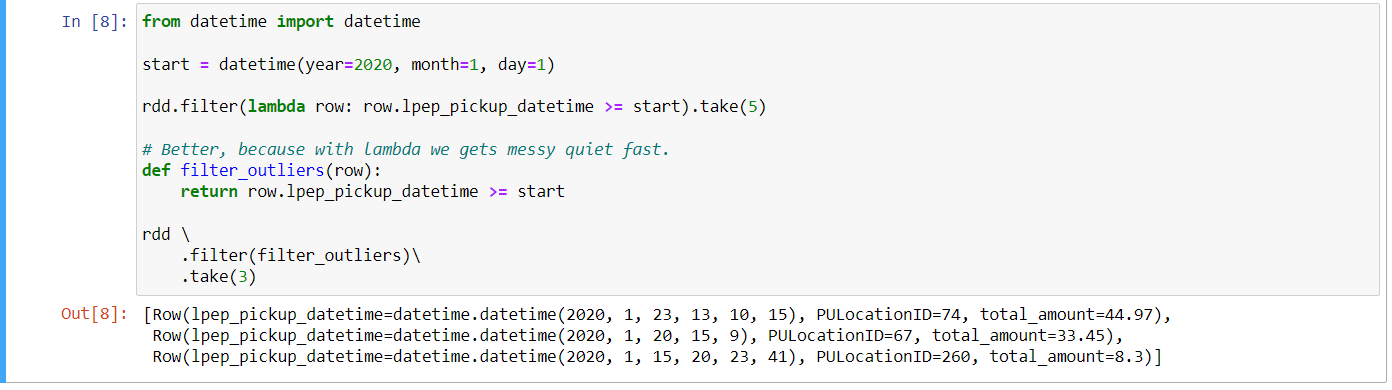 In [8]: from datetime import datetime
start = datetime(year=2020, month=1, day=1)
rdd.filter(lambda row: row.lpep_pickup_datetime >= start).take(5)
# Better, because with lambda we gets messy quiet fast.
def filter_outliers(row):
    return row.lpep_pickup_datetime >= start
rdd \
    .filter(filter_outliers)\
    .take(3)
Out[8]: [Row(lpep_pickup_datetime=datetime.datetime(2020, 1, 23, 13, 10, 15), PULocationID=74, total_amount=44.97),
Row(lpep_pickup_datetime=datetime.datetime(2020, 1, 20, 15, 9), PULocationID=67, total_amount=33.45),
Row(lpep_pickup_datetime=datetime.datetime(2020, 1, 15, 20, 23, 41), PULocationID=260, total_amount=8.3)]